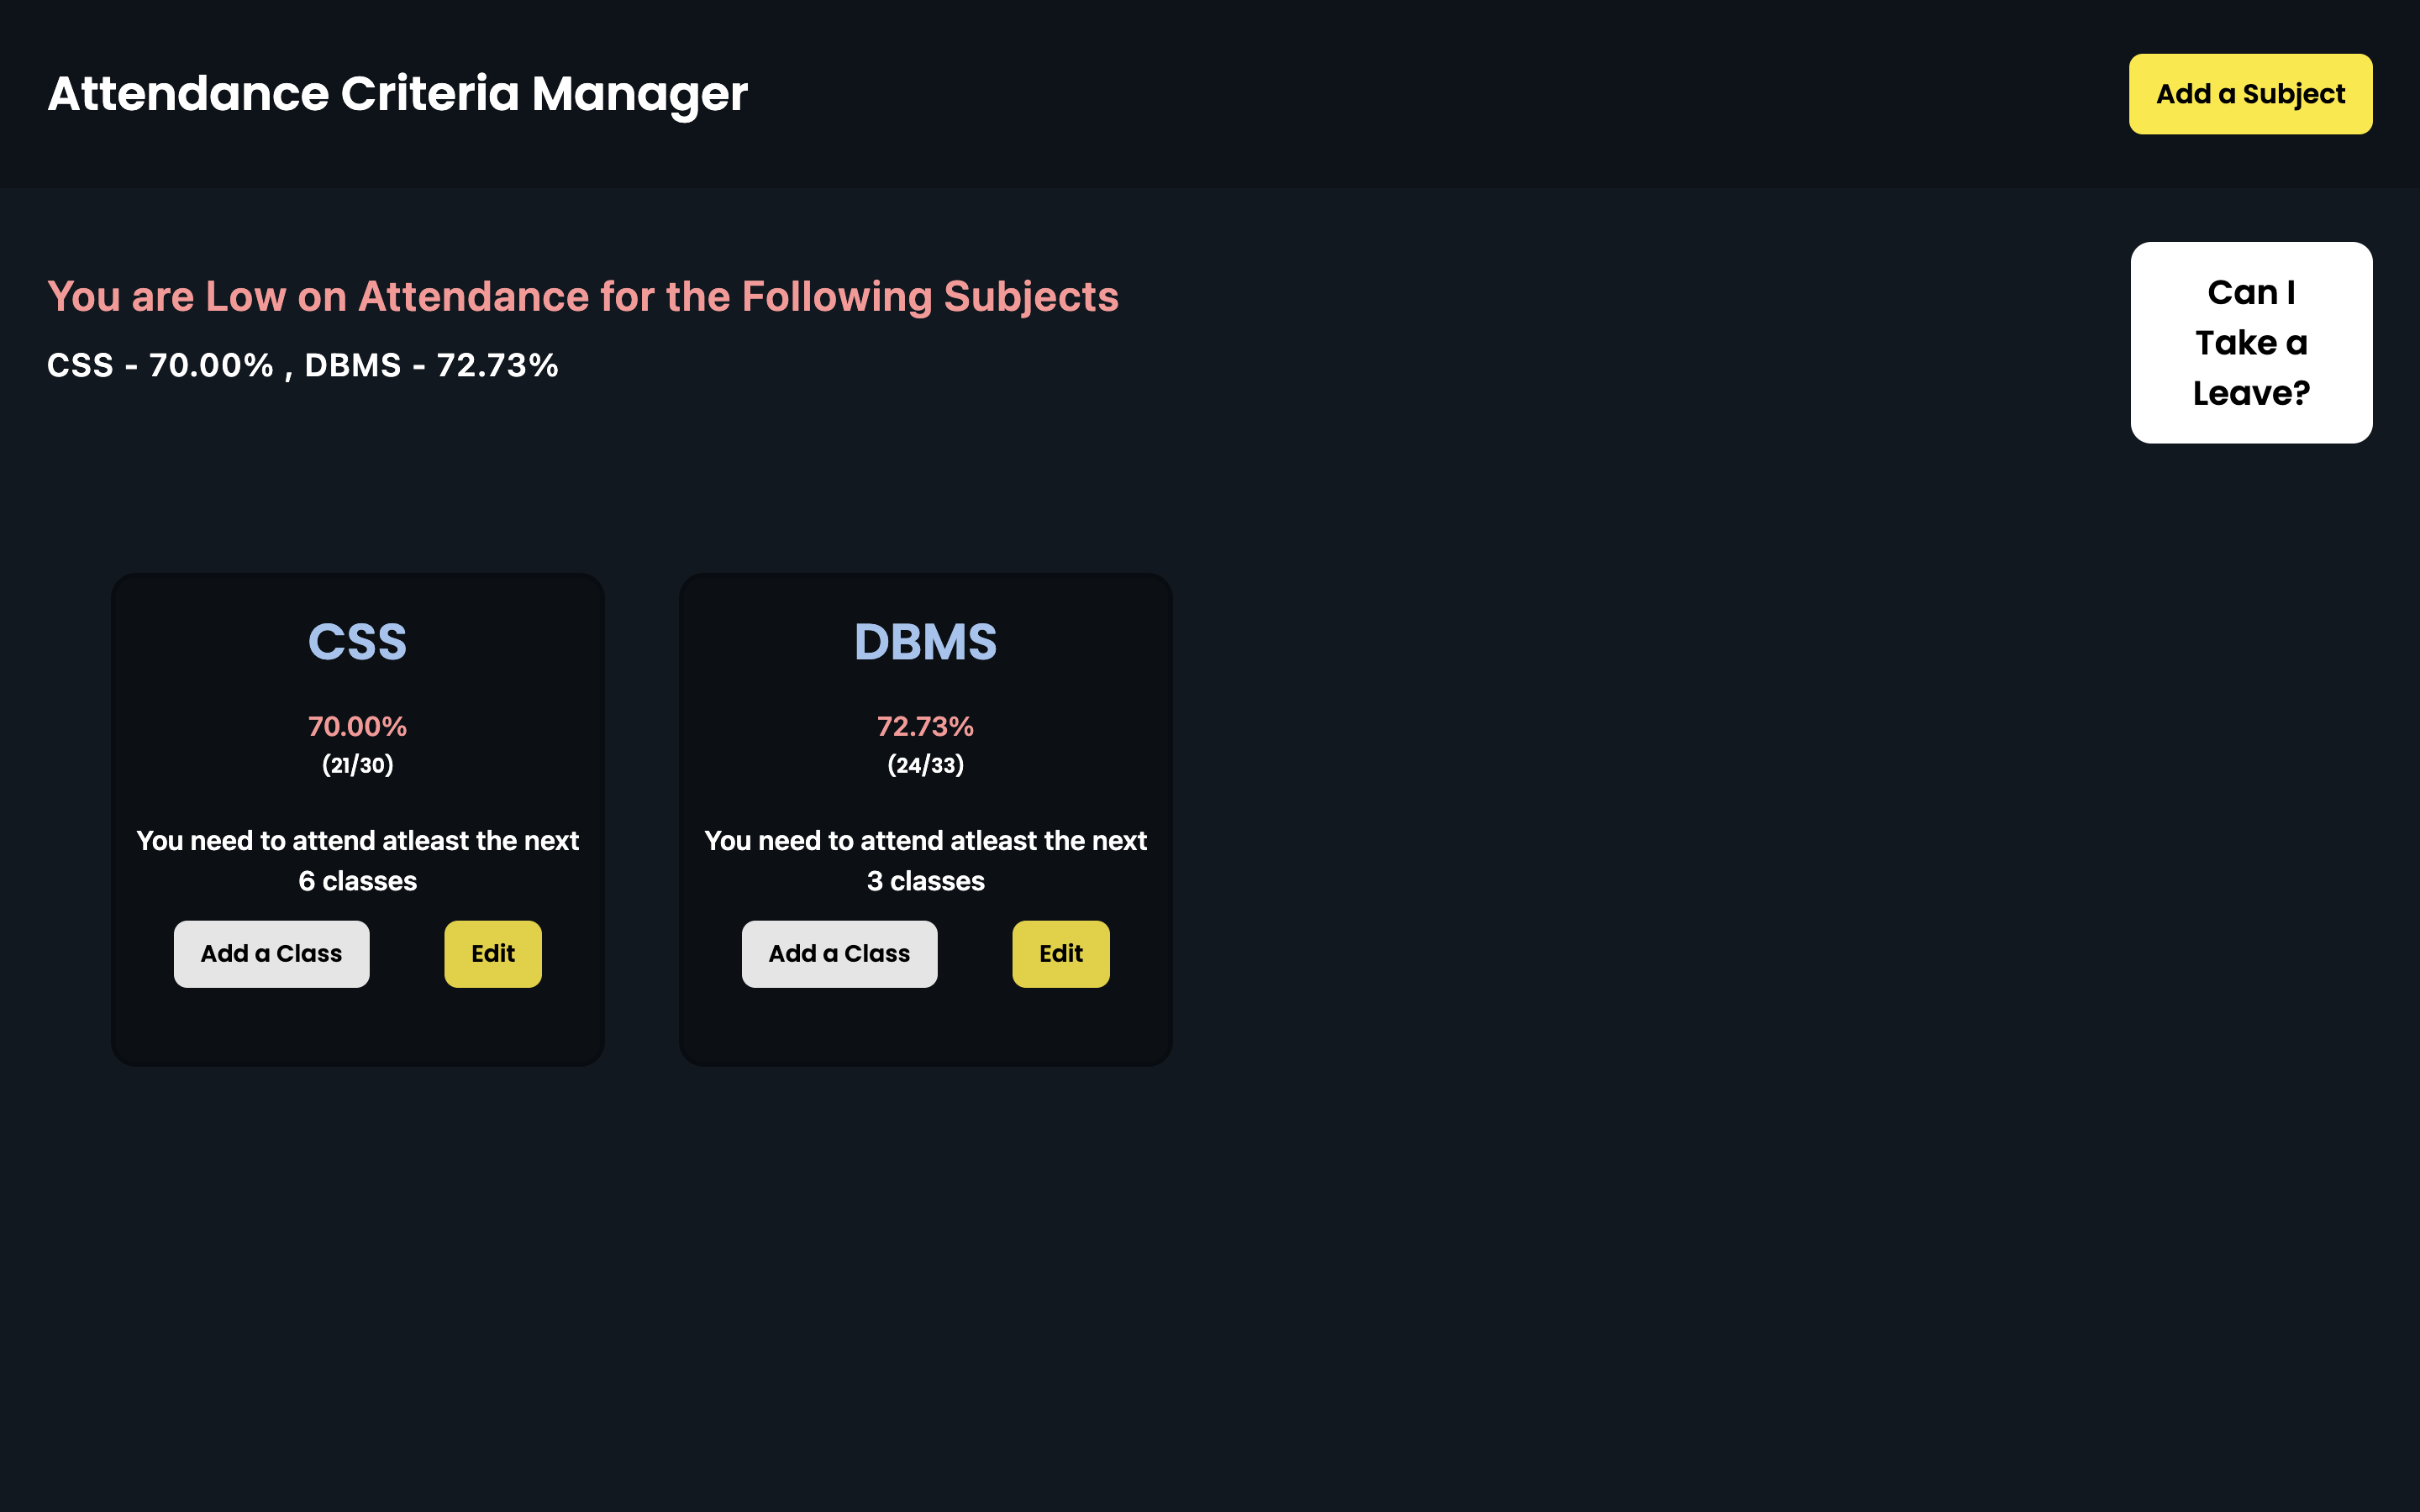 Attendance Criteria Manager
Add a Subject
You are Low on Attendance for the Following Subjects
CSS - 70.00% , DBMS - 72.73%
Can I
Take a
Leave?
CSS
70.00%
(21/30)
You need to attend atleast the next
6 classes
Add a Class
Edit
DBMS
72.73%
(24/33)
You need to attend atleast the next
3 classes
Add a Class
Edit